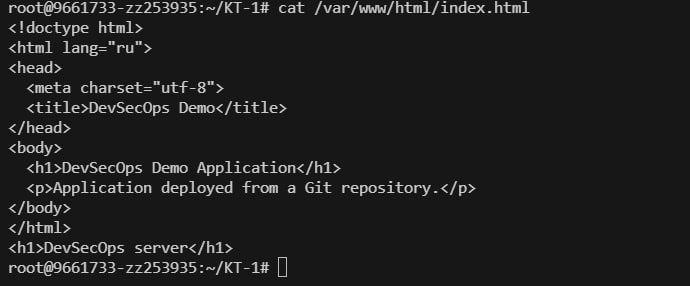 root@9661733-zz253935:~/KT-1# cat /var/www/html/index.html
<!doctype html>
<html lang="ru">
<head>
  <meta charset="utf-8">
  <title>DevSecOps Demo</title>
</head>
<body>
  <h1>DevSecOps Demo Application</h1>
  <p>Application deployed from a Git repository.</p>
</body>
</html>
<h1>DevSecOps server</h1>
root@9661733-zz253935:~/KT-1#